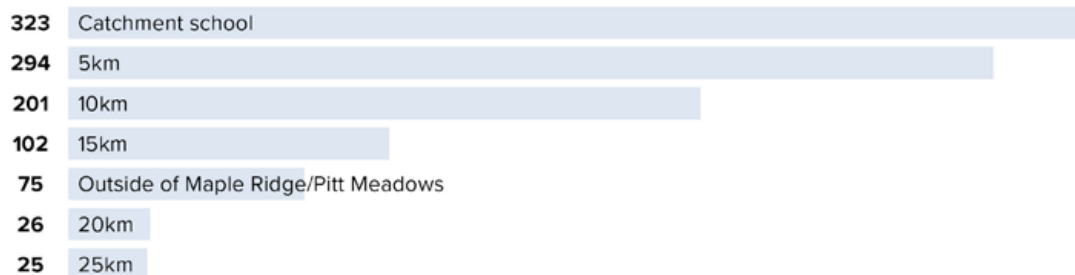 323 Catchment school
294 5km
201 10km
102 15km
75 Outside of Maple Ridge/Pitt Meadows
26 20km
25 25km